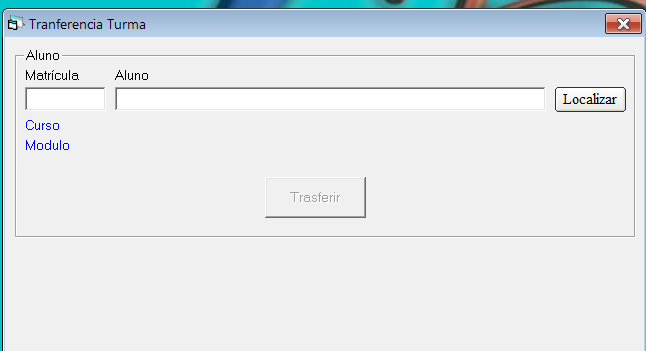 Tranferencia Turma
Aluno
Matrícula Aluno
Localizar
Curso
Modulo
Trasferir